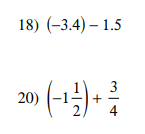 18) (−3.4) − 1.5
20) (−1 1/2) + 3/4